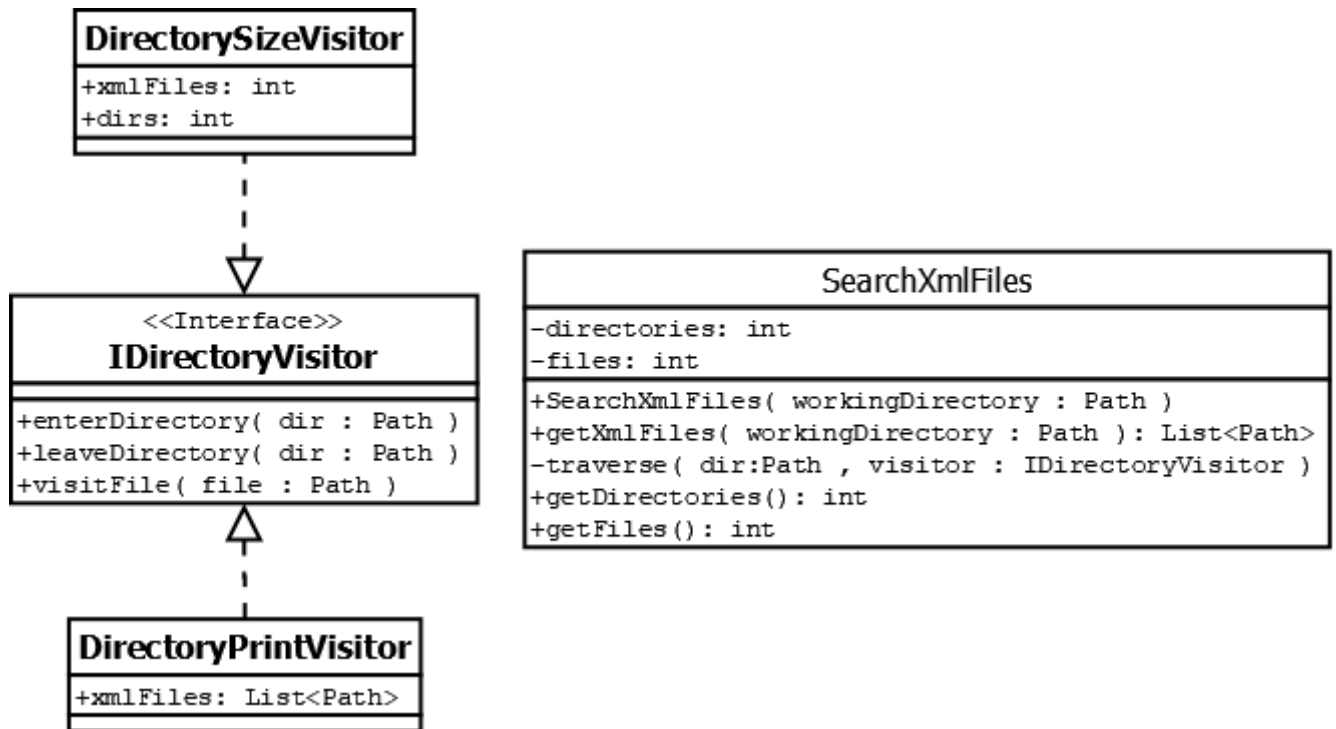 DirectorySizeVisitor
+xmlFiles: int
+dirs: int
<<Interface>>
IDirectoryVisitor
+enterDirectory( dir : Path )
+leaveDirectory( dir : Path )
+visitFile( file : Path )
DirectoryPrintVisitor
+xmlFiles: List<Path>
SearchXmlFiles
-directories: int
-files: int
+SearchXmlFiles( workingDirectory : Path )
+getXmlFiles( workingDirectory : Path ): List<Path>
-traverse( dir:Path , visitor : IDirectoryVisitor )
+getDirectories(): int
+getFiles(): int